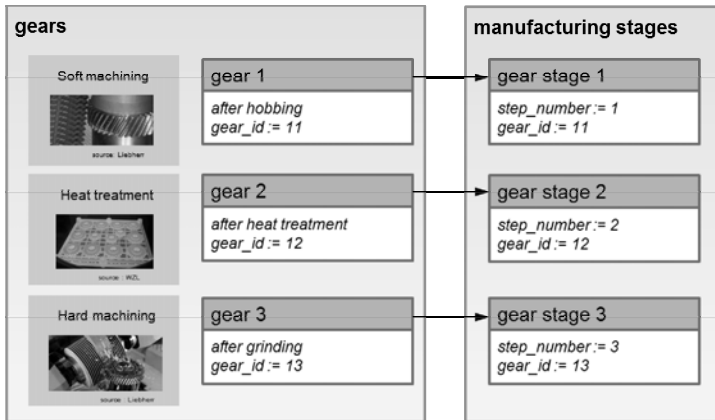 gears
manufacturing stages
Soft machining
source: Liebherr
gear 1
after hobbing
gear_id := 11
gear stage 1
step_number := 1
gear_id := 11
Heat treatment
source : WZL
gear 2
after heat treatment
gear_id := 12
gear stage 2
step_number := 2
gear_id := 12
Hard machining
source : Liebherr
gear 3
after grinding
gear_id := 13
gear stage 3
step_number := 3
gear_id := 13